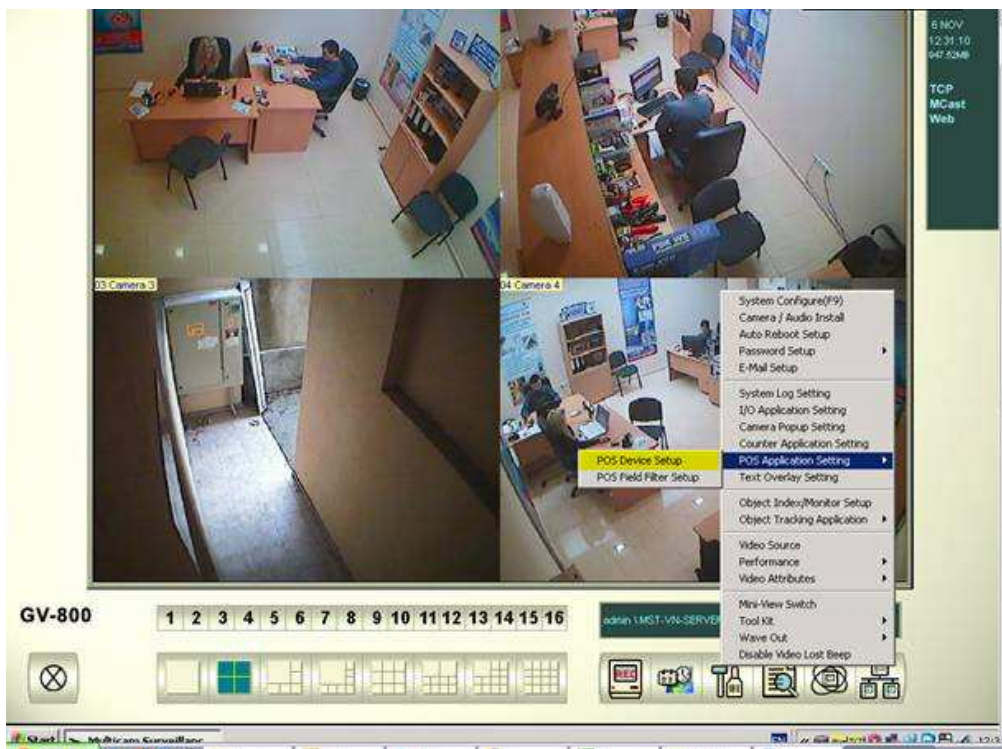 6 NOV
12:31:10
947.52MB
TCP
MCast
Web
03 Camera 3
04 Camera 4
System Configure(F9)
Camera / Audio Install
Auto Reboot Setup
Password Setup
E-Mail Setup
System Log Setting
I/O Application Setting
Camera Popup Setting
Counter Application Setting
POS Application Setting
Text Overlay Setting
POS Device Setup
POS Field Filter Setup
Object Index/Monitor Setup
Object Tracking Application
Video Source
Performance
Video Attributes
Mini-View Switch
Tool Kit
Wave Out
Disable Video Lost Beep
GV-800
1 2 3 4 5 6 7 8 9 10 11 12 13 14 15 16
admin \MST-VN-SERVER
REC
Start
Multicam Surveillanc